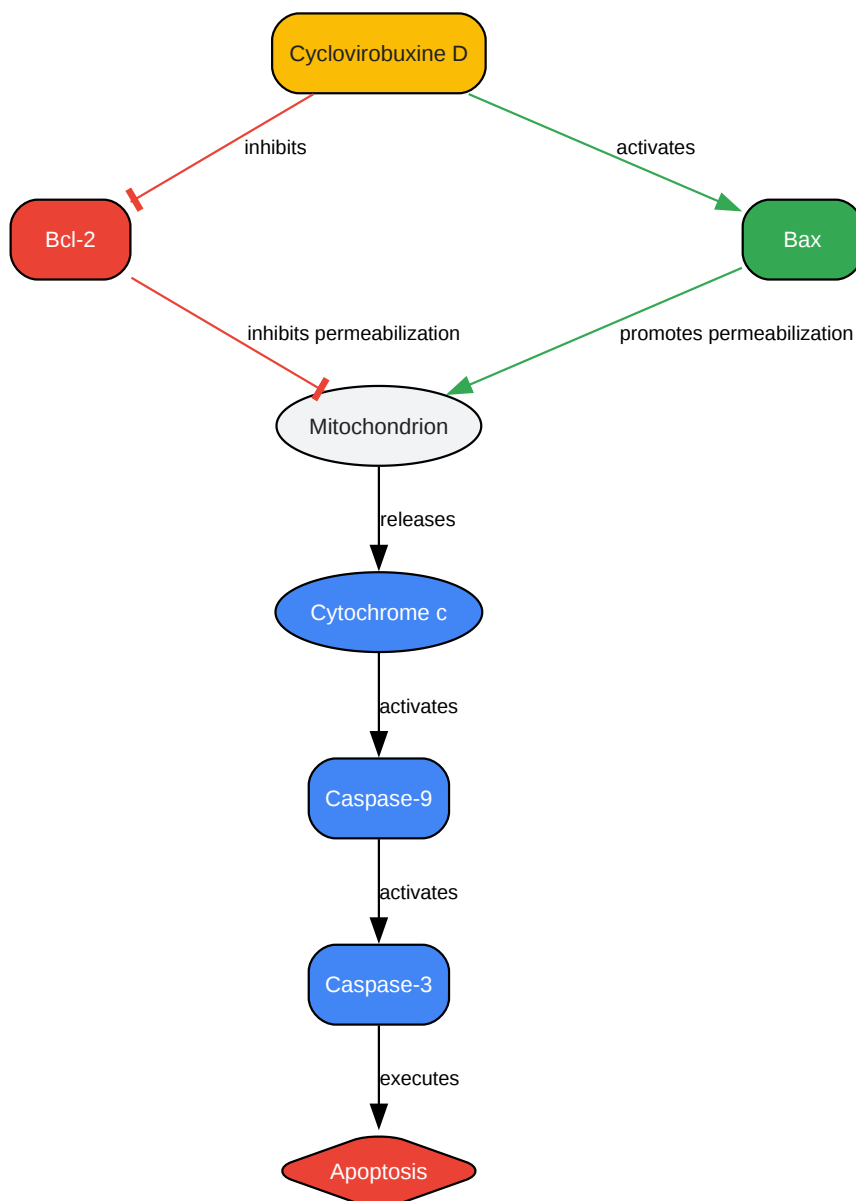 Cyclovirobuxine D
inhibits
activates
Bcl-2
Bax
inhibits permeabilization
promotes permeabilization
Mitochondrion
releases
Cytochrome c
activates
Caspase-9
activates
Caspase-3
executes
Apoptosis